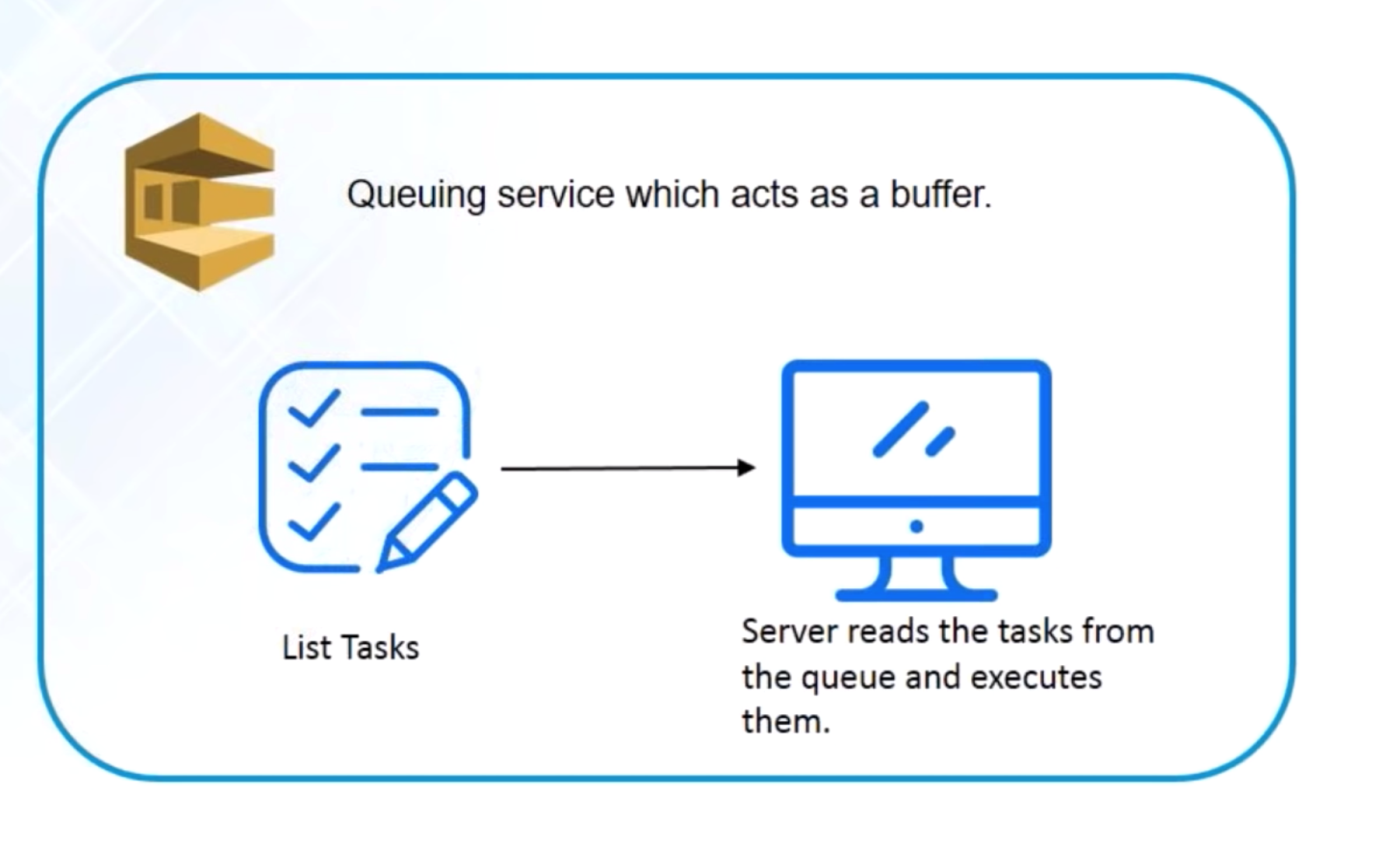 Queuing service which acts as a buffer.
List Tasks
Server reads the tasks from
the queue and executes
them.